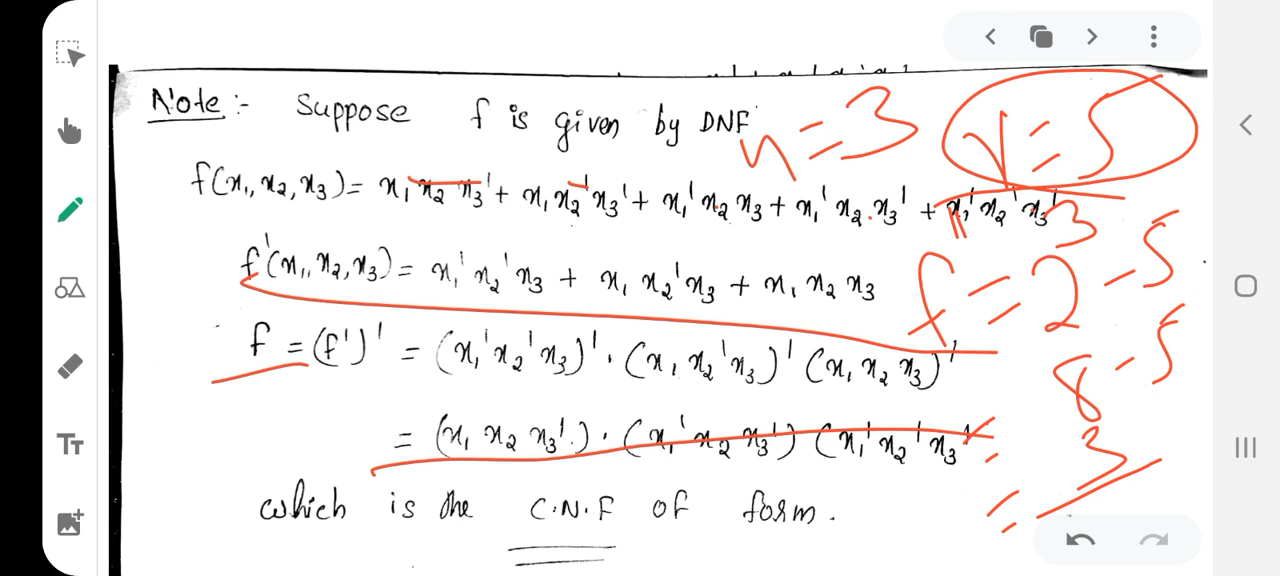 Note :- Suppose f is given by DNF
n = 3
r = 5
f(x₁, x₂, x₃) = x₁ x₂ x₃' + x₁ x₂' x₃' + x₁' x₂ x₃ + x₁' x₂ . x₃' + x₁' x₂' x₃'
f'(x₁, x₂, x₃) = x₁' x₂' x₃ + x₁ x₂' x₃ + x₁ x₂ x₃
f = 2³ - 5
f = (f')' = (x₁' x₂' x₃)' . (x₁ x₂' x₃)' (x₁ x₂ x₃)'
8 - 5
= (x₁ x₂ x₃' .) . (x₁' x₂ x₃') (x₁' x₂' x₃'
= 3
which is the C.N.F of form .
TT